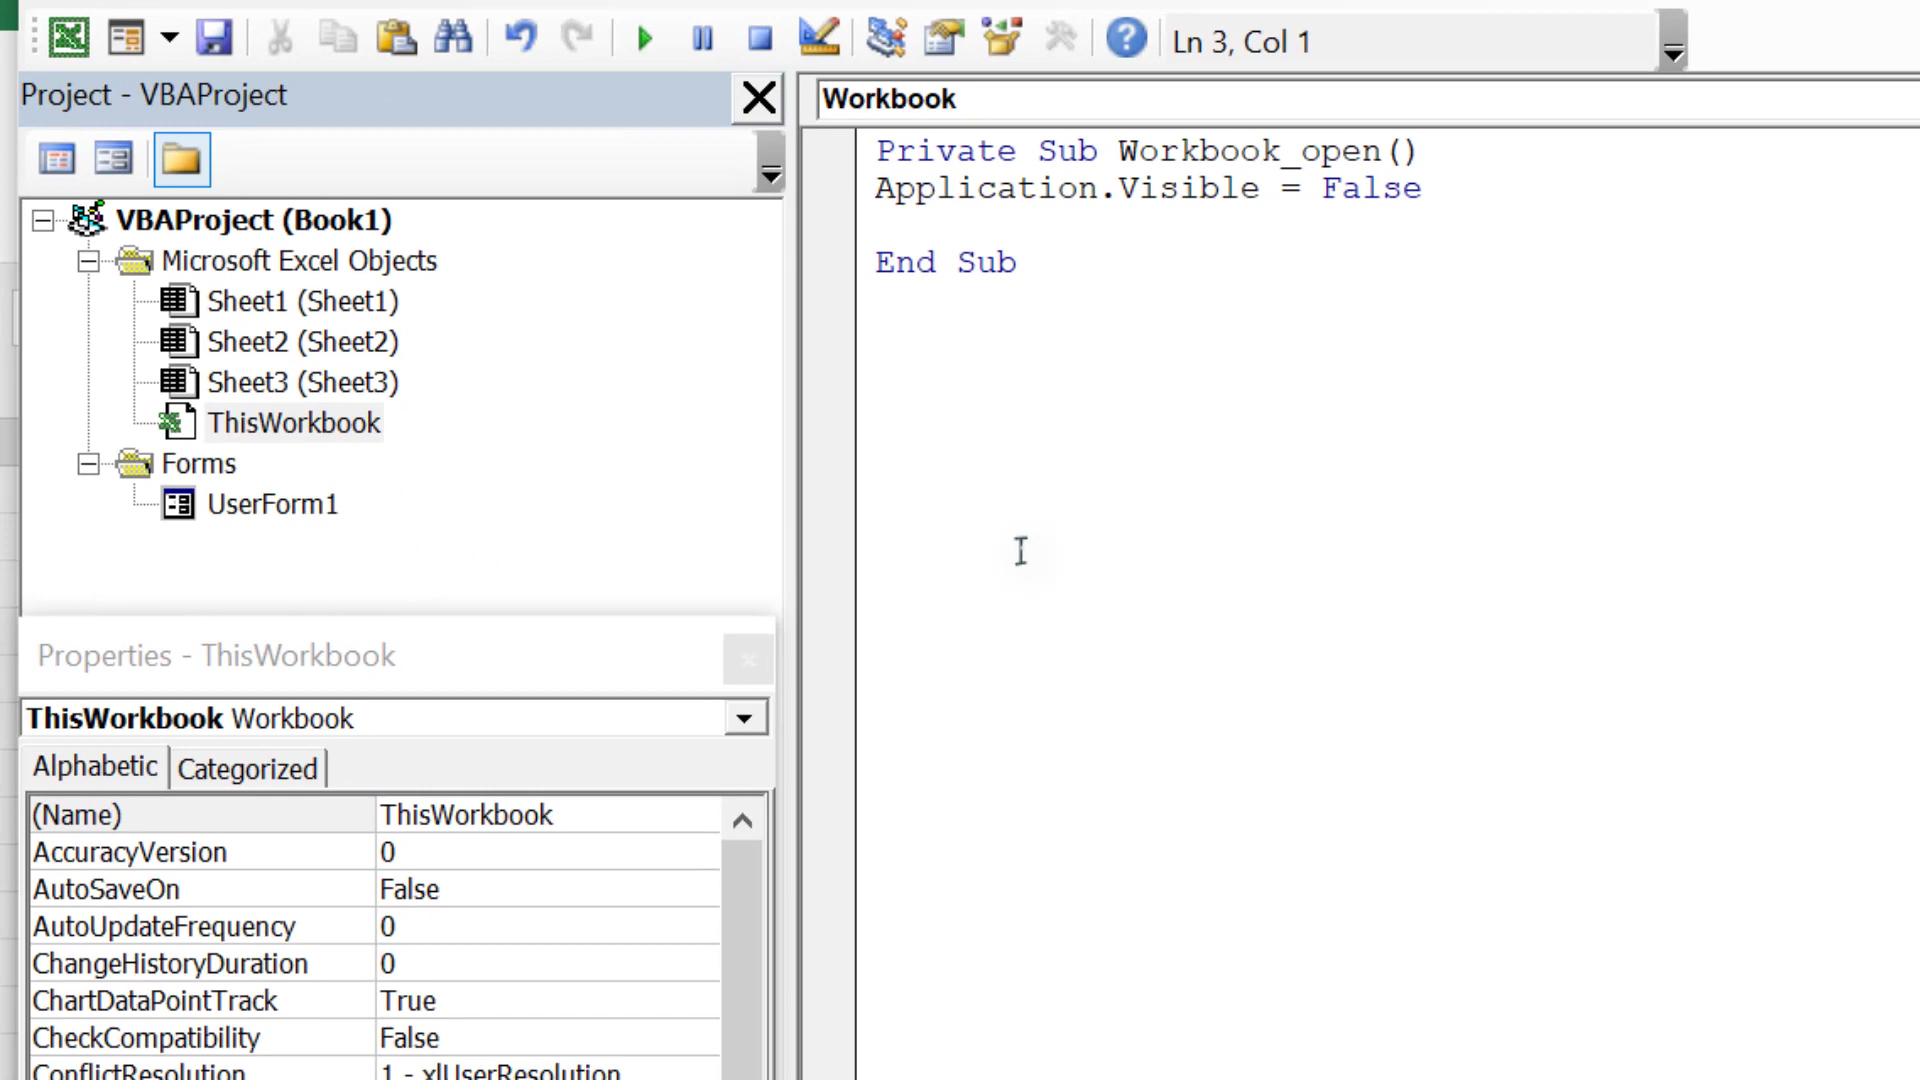 Ln 3, Col 1
Project - VBAProject
Workbook
Private Sub Workbook_open()
Application.Visible = False
End Sub
VBAProject (Book1)
Microsoft Excel Objects
Sheet1 (Sheet1)
Sheet2 (Sheet2)
Sheet3 (Sheet3)
ThisWorkbook
Forms
UserForm1
Properties - ThisWorkbook
ThisWorkbook Workbook
Alphabetic Categorized
(Name) ThisWorkbook
AccuracyVersion 0
AutoSaveOn False
AutoUpdateFrequency 0
ChangeHistoryDuration 0
ChartDataPointTrack True
CheckCompatibility False
ConflictResolution 1 - xlUserResolution